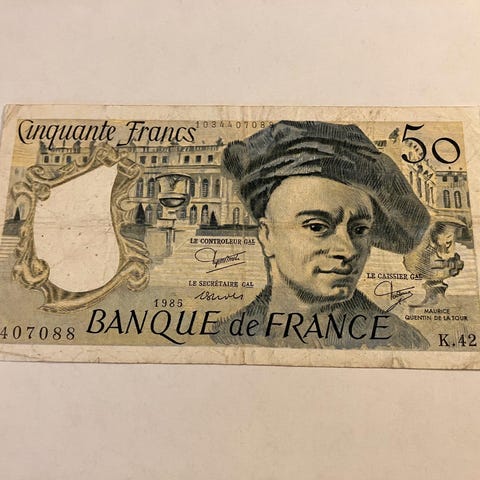 Cinquante Francs
1034407088
50
LE CONTROLEUR GAL
LE CAISSIER GAL
LE SECRÉTAIRE GAL
1985
MAURICE
QUENTIN DE LA TOUR
407088
BANQUE de FRANCE
K.42